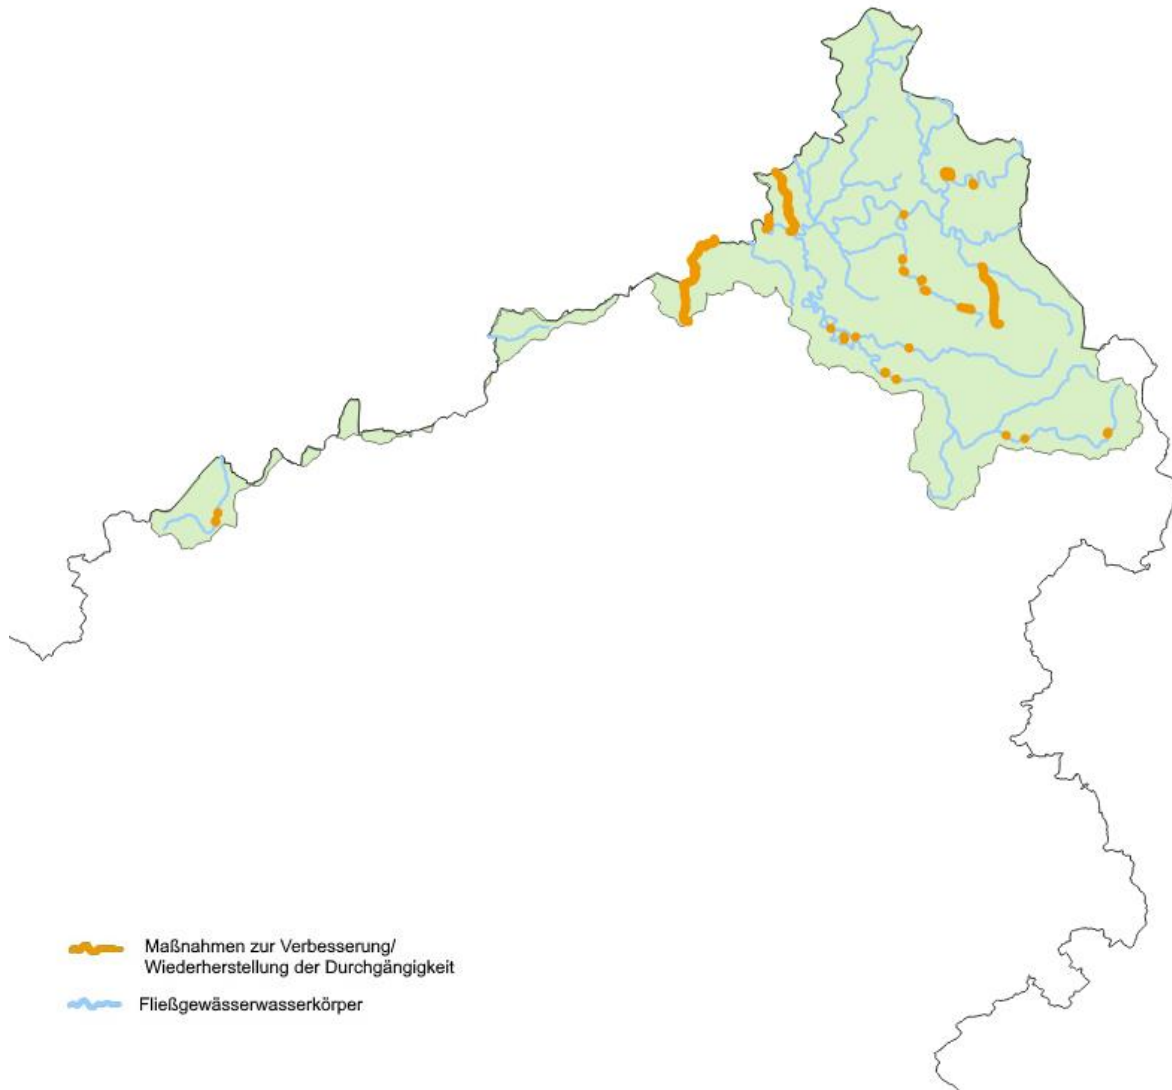 Maßnahmen zur Verbesserung/
Wiederherstellung der Durchgängigkeit
Fließgewässerwasserkörper